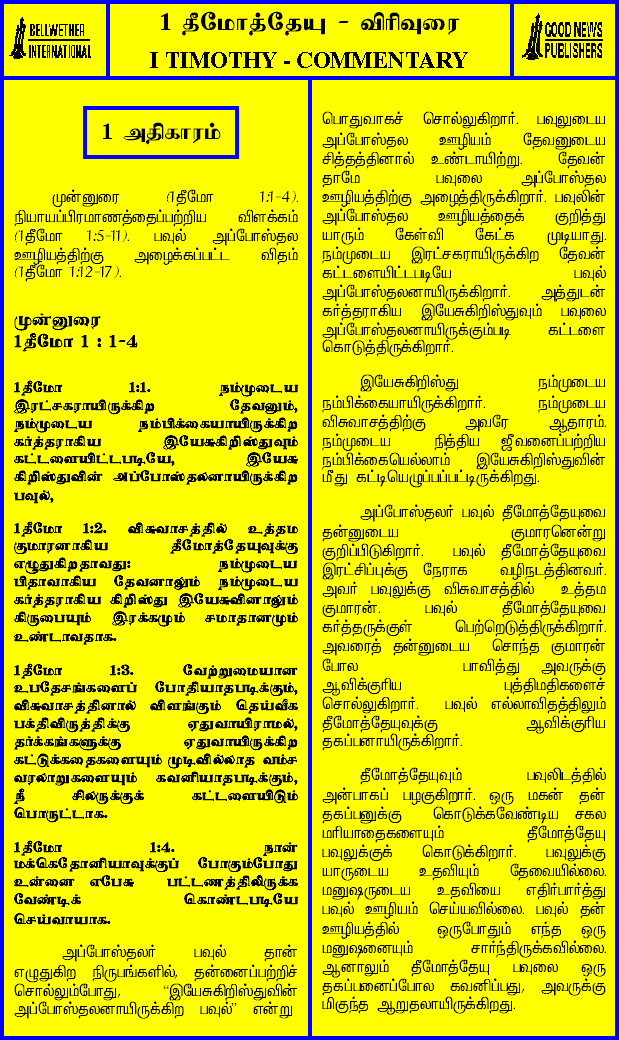 BELLWETHER
INTERNATIONAL
1 தீமோத்தேயு - விரிவுரை
I TIMOTHY - COMMENTARY
GOOD NEWS
PUBLISHERS
1 அதிகாரம்
முன்னுரை (1தீமோ 1:1-4).
நியாயப்பிரமாணத்தைப்பற்றிய விளக்கம்
(1தீமோ 1:5-11). பவுல் அப்போஸ்தல
ஊழியத்திற்கு அழைக்கப்பட்ட விதம்
(1தீமோ 1:12-17).
முன்னுரை
1தீமோ 1 : 1-4
1தீமோ 1:1. நம்முடைய
இரட்சகராயிருக்கிற தேவனும்,
நம்முடைய நம்பிக்கையாயிருக்கிற
கர்த்தராகிய இயேசுகிறிஸ்துவும்
கட்டளையிட்டபடியே, இயேசு
கிறிஸ்துவின் அப்போஸ்தலனாயிருக்கிற
பவுல்,
1தீமோ 1:2. விசுவாசத்தில் உத்தம
குமாரனாகிய தீமோத்தேயுவுக்கு
எழுதுகிறதாவது: நம்முடைய
பிதாவாகிய தேவனாலும் நம்முடைய
கர்த்தராகிய கிறிஸ்து இயேசுவினாலும்
கிருபையும் இரக்கமும் சமாதானமும்
உண்டாவதாக.
1தீமோ 1:3. வேற்றுமையான
உபதேசங்களைப் போதியாதபடிக்கும்,
விசுவாசத்தினால் விளங்கும் தெய்வீக
பக்திவிருத்திக்கு ஏதுவாயிராமல்,
தர்க்கங்களுக்கு ஏதுவாயிருக்கிற
கட்டுக்கதைகளையும் முடிவில்லாத வம்ச
வரலாறுகளையும் கவனியாதபடிக்கும்,
நீ சிலருக்குக் கட்டளையிடும்
பொருட்டாக.
1தீமோ 1:4. நான்
மக்கெதோனியாவுக்குப் போகும்போது
உன்னை எபேசு பட்டணத்திலிருக்க
வேண்டிக் கொண்டபடியே
செய்வாயாக.
அப்போஸ்தலர் பவுல் தான்
எழுதுகிற நிருபங்களில், தன்னைப்பற்றிச்
சொல்லும்போது, "இயேசுகிறிஸ்துவின்
அப்போஸ்தலனாயிருக்கிற பவுல்" என்று
பொதுவாகச் சொல்லுகிறார். பவுலுடைய
அப்போஸ்தல ஊழியம் தேவனுடைய
சித்தத்தினால் உண்டாயிற்று. தேவன்
தாமே பவுலை அப்போஸ்தல
ஊழியத்திற்கு அழைத்திருக்கிறார். பவுலின்
அப்போஸ்தல ஊழியத்தைக் குறித்து
யாரும் கேள்வி கேட்க முடியாது.
நம்முடைய இரட்சகராயிருக்கிற தேவன்
கட்டளையிட்டபடியே பவுல்
அப்போஸ்தலனாயிருக்கிறார். அத்துடன்
கர்த்தராகிய இயேசுகிறிஸ்துவும் பவுலை
அப்போஸ்தலனாயிருக்கும்படி கட்டளை
கொடுத்திருக்கிறார்.
இயேசுகிறிஸ்து நம்முடைய
நம்பிக்கையாயிருக்கிறார். நம்முடைய
விசுவாசத்திற்கு அவரே ஆதாரம்.
நம்முடைய நித்திய ஜீவனைப்பற்றிய
நம்பிக்கையெல்லாம் இயேசுகிறிஸ்துவின்
மீது கட்டியெழுப்பப்பட்டிருக்கிறது.
அப்போஸ்தலர் பவுல் தீமோத்தேயுவை
தன்னுடைய குமாரனென்று
குறிப்பிடுகிறார். பவுல் தீமோத்தேயுவை
இரட்சிப்புக்கு நேராக வழிநடத்தினவர்.
அவர் பவுலுக்கு விசுவாசத்தில் உத்தம
குமாரன். பவுல் தீமோத்தேயுவை
கர்த்தருக்குள் பெற்றெடுத்திருக்கிறார்.
அவரைத் தன்னுடைய சொந்த குமாரன்
போல பாவித்து அவருக்கு
ஆவிக்குரிய புத்திமதிகளைச்
சொல்லுகிறார். பவுல் எல்லாவிதத்திலும்
தீமோத்தேயுவுக்கு ஆவிக்குரிய
தகப்பனாயிருக்கிறார்.
தீமோத்தேயுவும் பவுலிடத்தில்
அன்பாகப் பழகுகிறார். ஒரு மகன் தன்
தகப்பனுக்கு கொடுக்கவேண்டிய சகல
மரியாதைகளையும் தீமோத்தேயு
பவுலுக்குக் கொடுக்கிறார். பவுலுக்கு
யாருடைய உதவியும் தேவையில்லை.
மனுஷருடைய உதவியை எதிர்பார்த்து
பவுல் ஊழியம் செய்யவில்லை. பவுல் தன்
ஊழியத்தில் ஒருபோதும் எந்த ஒரு
மனுஷனையும் சார்ந்திருக்கவில்லை.
ஆனாலும் தீமோத்தேயு பவுலை ஒரு
தகப்பனைப்போல கவனிப்பது, அவருக்கு
மிகுந்த ஆறுதலாயிருக்கிறது.